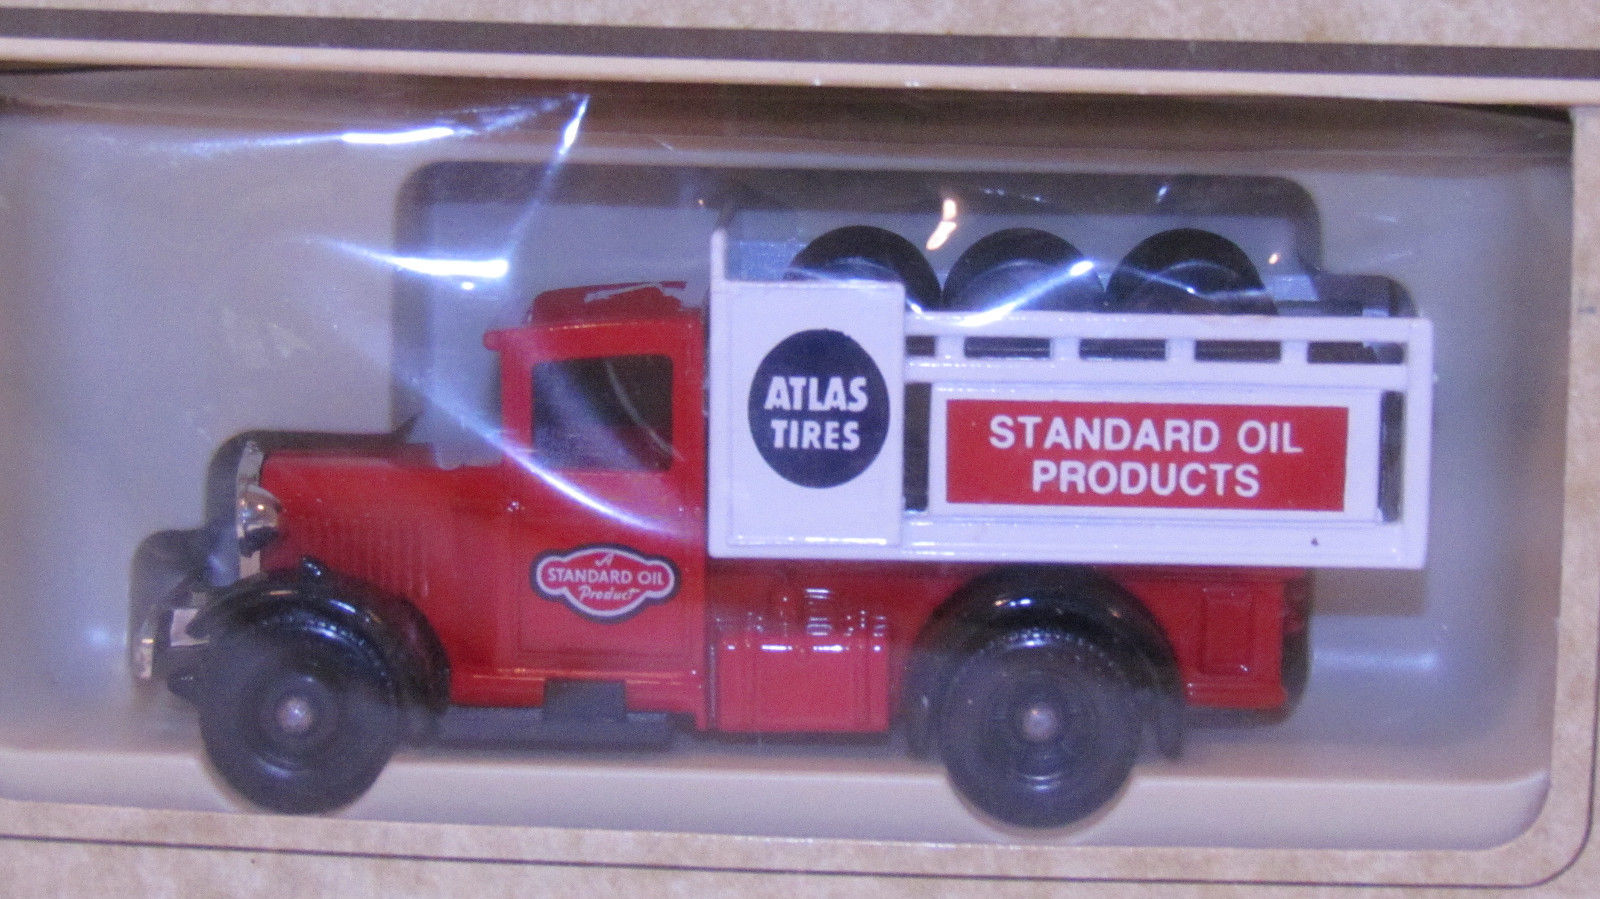 ATLAS
TIRES
STANDARD OIL
PRODUCTS
A
STANDARD OIL
Product